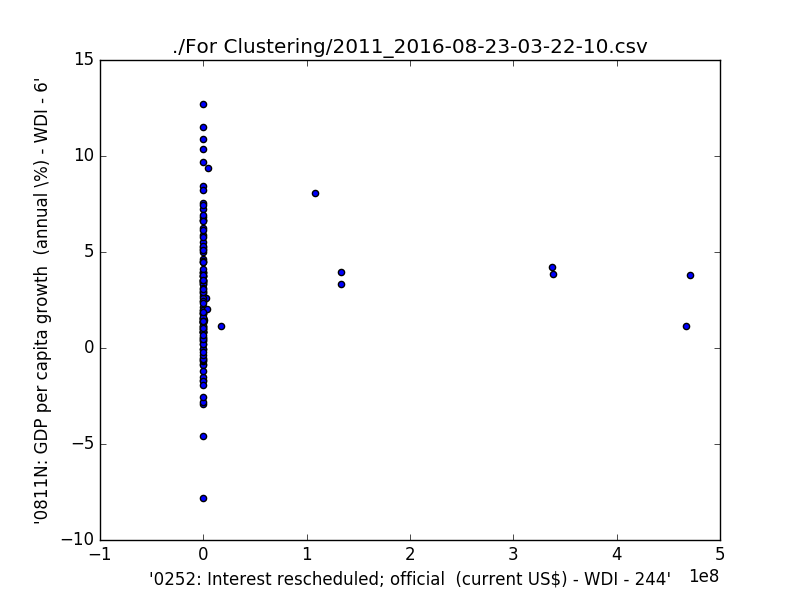 ./For Clustering/2011_2016-08-23-03-22-10.csv
15
10
5
0
−5
−10
'0811N: GDP per capita growth  (annual \%) - WDI - 6'
−1 0 1 2 3 4 5
1e8
'0252: Interest rescheduled; official  (current US$) - WDI - 244'